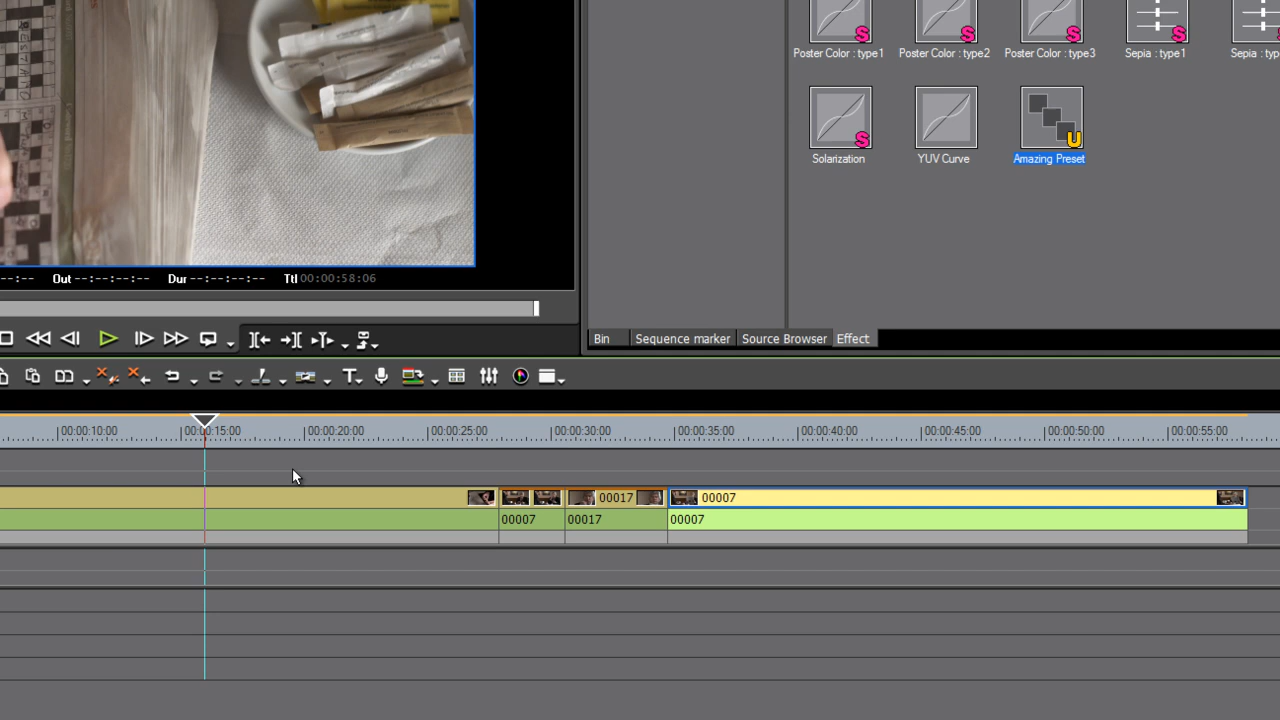 Poster Color : type1
Poster Color : type2
Poster Color : type3
Sepia : type1
Sepia : typ
S
S
S
S
Solarization
YUV Curve
Amazing Preset
S
U
--:-- Out --:--:--:-- Dur --:--:--:-- Ttl 00:00:58:06
Bin
Sequence marker
Source Browser
Effect
00:00:10:00
00:00:15:00
00:00:20:00
00:00:25:00
00:00:30:00
00:00:35:00
00:00:40:00
00:00:45:00
00:00:50:00
00:00:55:00
00017
00007
00007
00017
00007